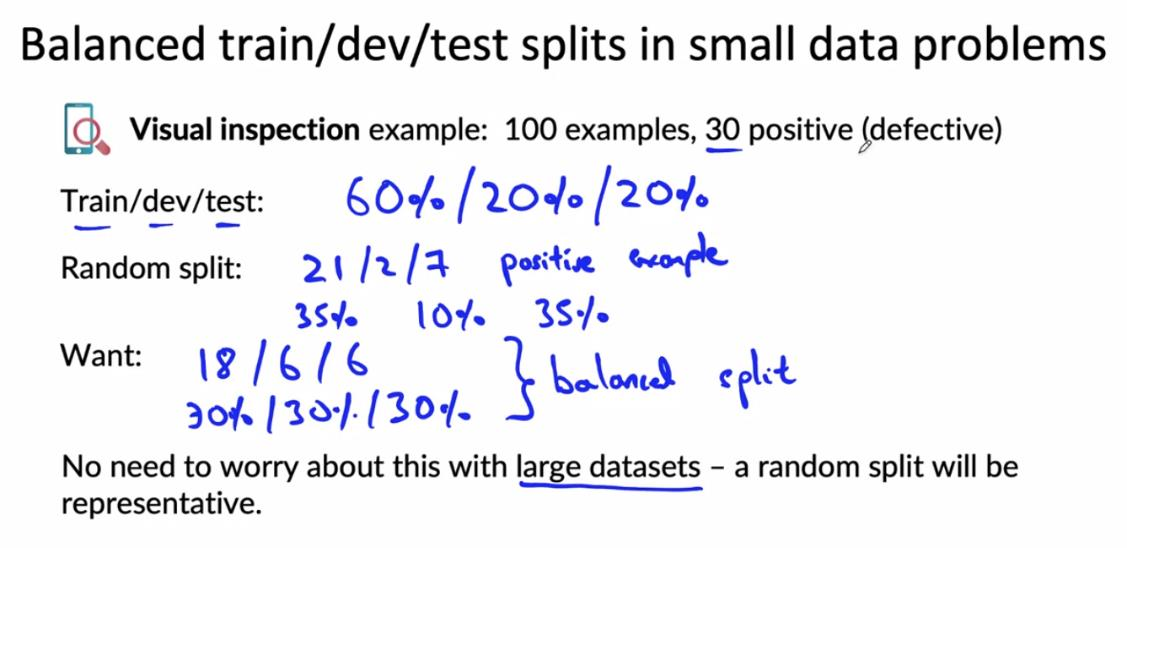 Balanced train/dev/test splits in small data problems
Visual inspection example: 100 examples, 30 positive (defective)
Train/dev/test: 60%/20%/20%
Random split: 21/2/7 positive example
35% 10% 35%
Want: 18/6/6
30%/30%/30% } balanced split
No need to worry about this with large datasets – a random split will be
representative.